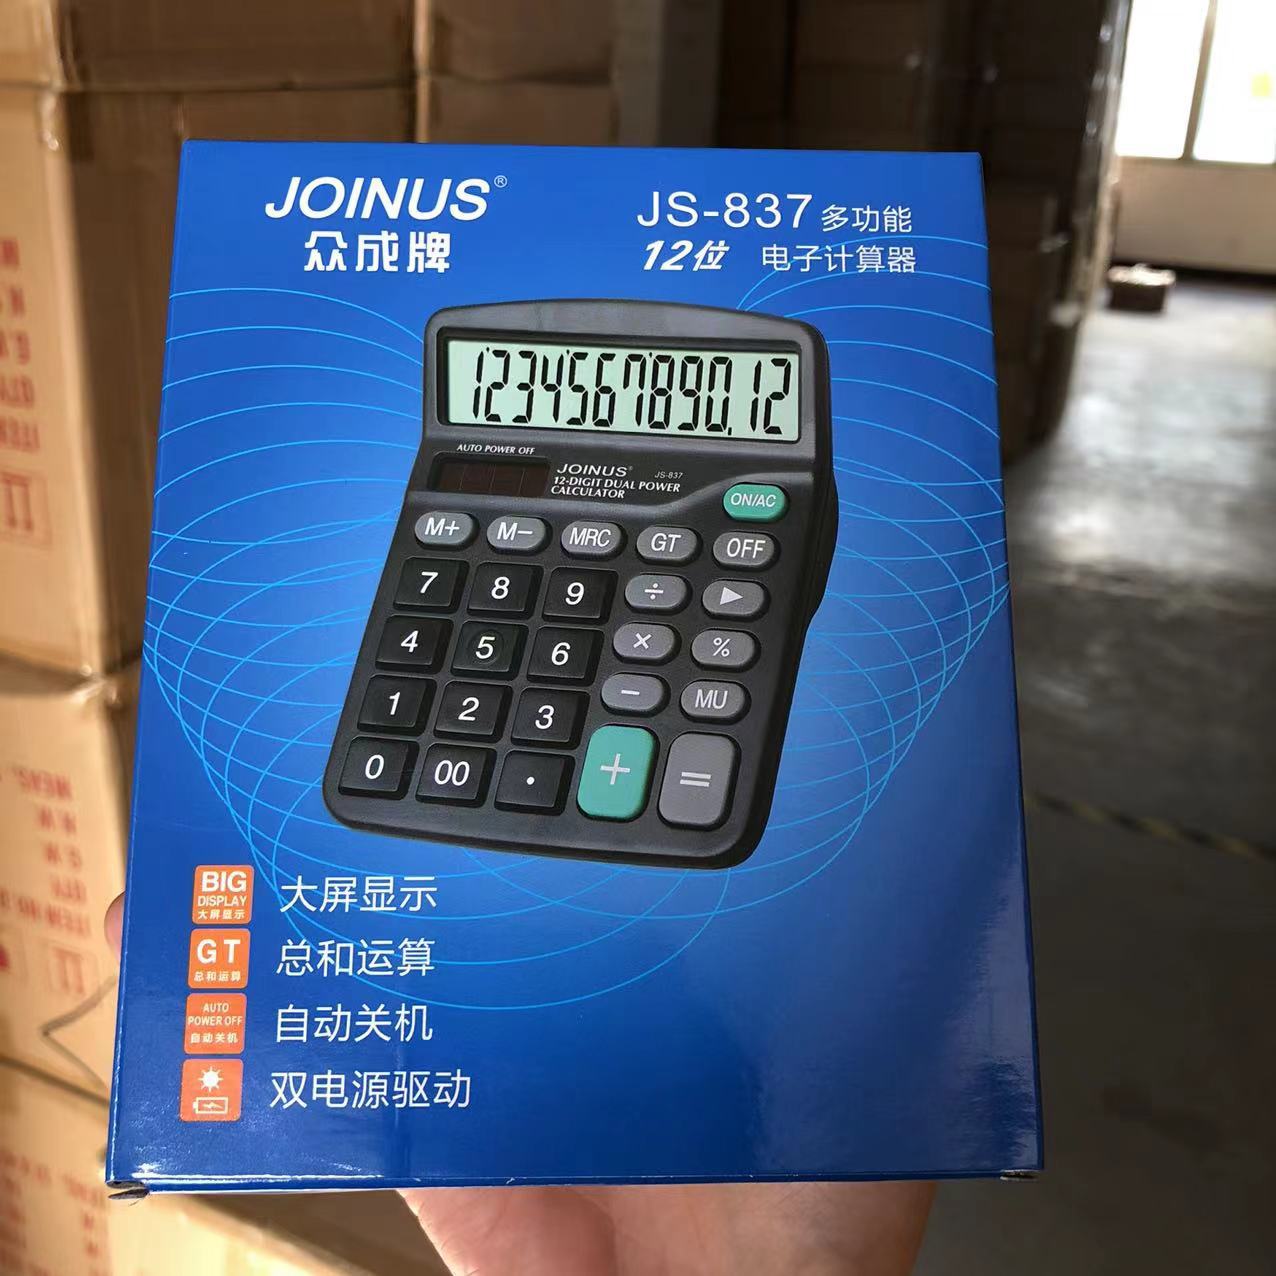 JOINUS®
众成牌
JS-837 多功能
12位 电子计算器
1234567890.12
AUTO POWER OFF
JOINUS® JS-837
12-DIGIT DUAL POWER
CALCULATOR
ON/AC
M+ M− MRC GT OFF
7 8 9 ÷ ▶
4 5 6 × %
1 2 3 − MU
0 00 . + =
BIG
DISPLAY
大屏显示
大屏显示
GT
总和运算
总和运算
AUTO
POWER OFF
自动关机
自动关机
双电源驱动